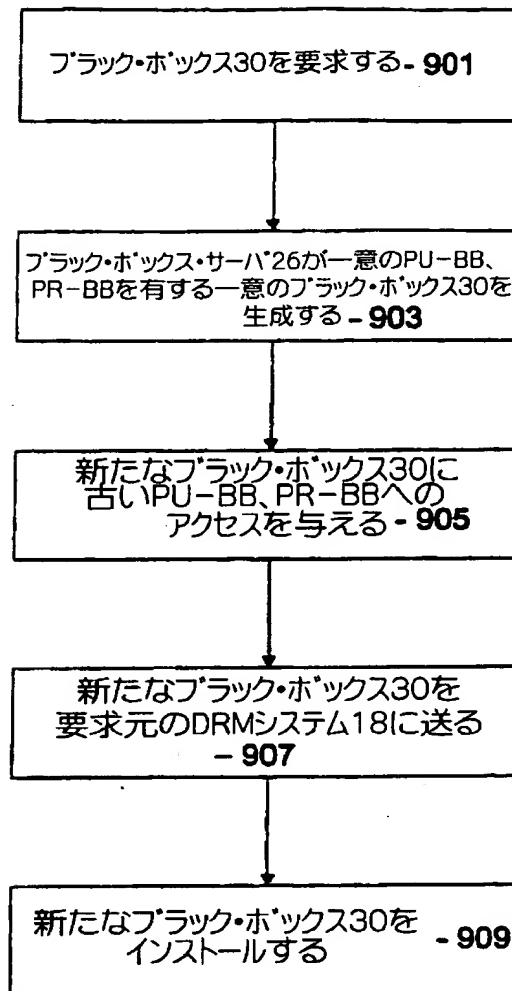 ブラック・ボックス30を要求する - 901
ブラック・ボックス・サーバ26が一意のPU-BB、
PR-BBを有する一意のブラック・ボックス30を
生成する - 903
新たなブラック・ボックス30に
古いPU-BB、PR-BBへの
アクセスを与える - 905
新たなブラック・ボックス30を
要求元のDRMシステム18に送る
- 907
新たなブラック・ボックス30を
インストールする - 909